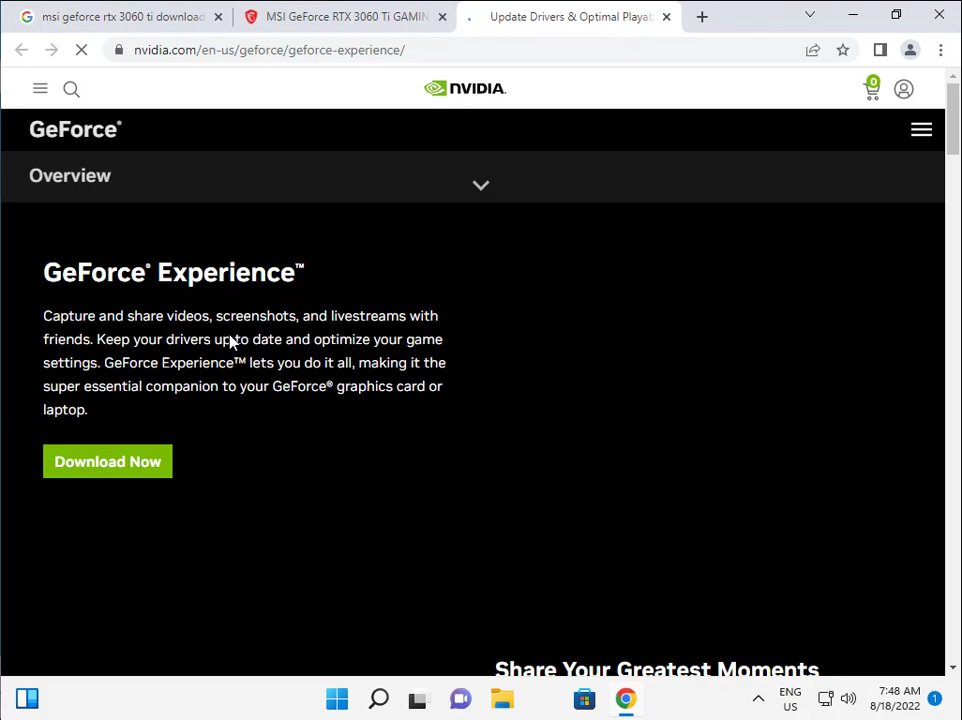 msi geforce rtx 3060 ti download
MSI GeForce RTX 3060 Ti GAMIN
Update Drivers & Optimal Playab
nvidia.com/en-us/geforce/geforce-experience/
NVIDIA.
0
GeForce®
Overview
GeForce® Experience™
Capture and share videos, screenshots, and livestreams with
friends. Keep your drivers up to date and optimize your game
settings. GeForce Experience™ lets you do it all, making it the
super essential companion to your GeForce® graphics card or
laptop.
Download Now
Share Your Greatest Moments
ENG
US
7:48 AM
8/18/2022
1